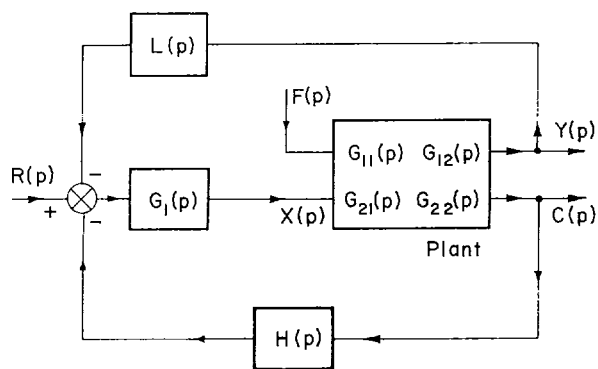 L(p)
F(p)
Y(p)
G11(p) G12(p)
R(p)
−
+
−
G1(p)
X(p)
G21(p) G22(p)
C(p)
Plant
H(p)